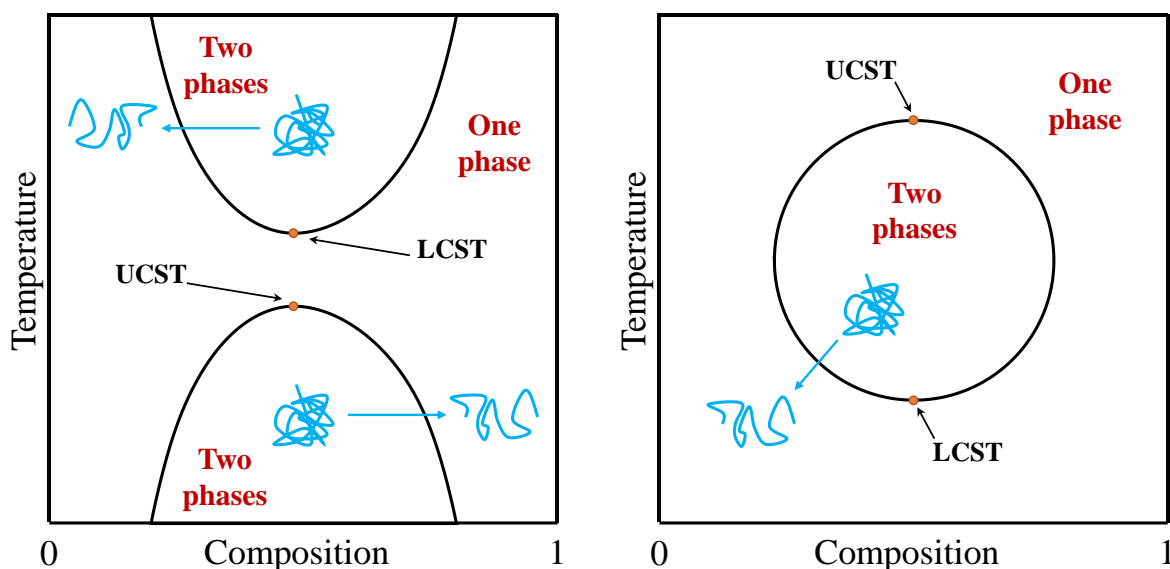 Two
phases
One
phase
LCST
UCST
Two
phases
Temperature
0
Composition
1
UCST
One
phase
Two
phases
LCST
Temperature
0
Composition
1